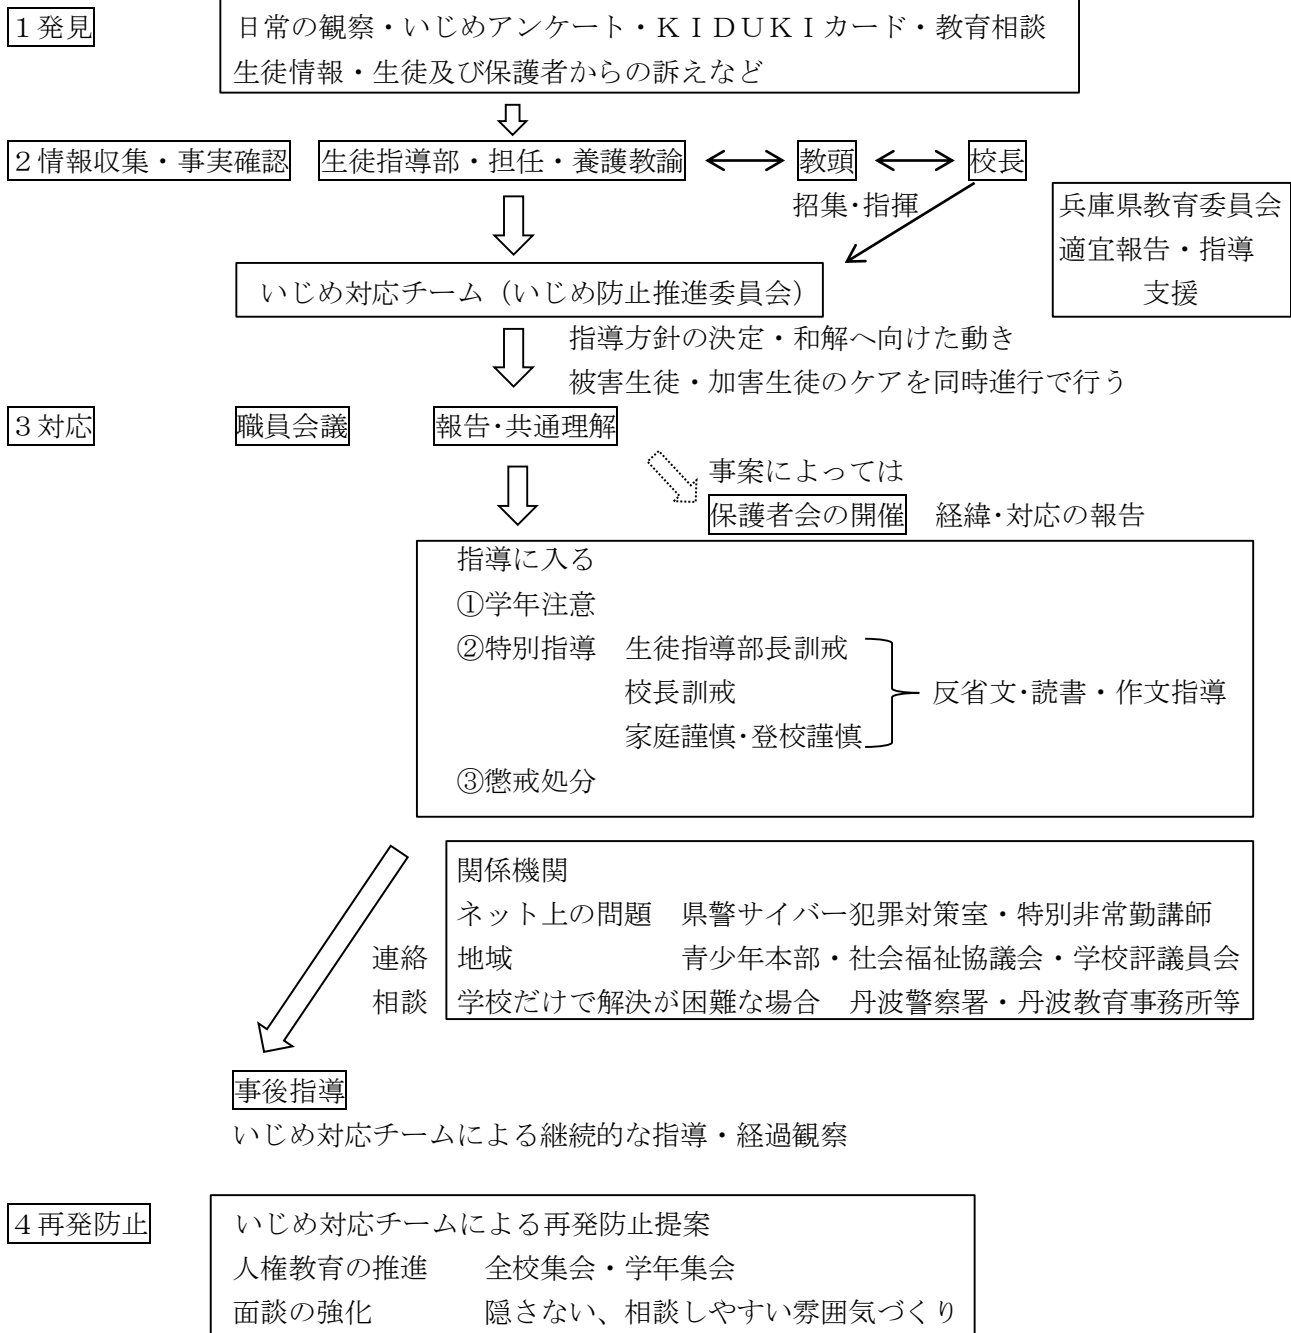 １発見
日常の観察・いじめアンケート・ＫＩＤＵＫＩカード・教育相談
生徒情報・生徒及び保護者からの訴えなど
２情報収集・事実確認　生徒指導部・担任・養護教諭　教頭　校長
招集・指揮
兵庫県教育委員会
適宜報告・指導
支援
いじめ対応チーム（いじめ防止推進委員会）
指導方針の決定・和解へ向けた動き
被害生徒・加害生徒のケアを同時進行で行う
３対応　職員会議　報告・共通理解
事案によっては
保護者会の開催　経緯・対応の報告
指導に入る
①学年注意
②特別指導　生徒指導部長訓戒
校長訓戒　反省文・読書・作文指導
家庭謹慎・登校謹慎
③懲戒処分
関係機関
ネット上の問題　県警サイバー犯罪対策室・特別非常勤講師
連絡　地域　青少年本部・社会福祉協議会・学校評議員会
相談　学校だけで解決が困難な場合　丹波警察署・丹波教育事務所等
事後指導
いじめ対応チームによる継続的な指導・経過観察
４再発防止
いじめ対応チームによる再発防止提案
人権教育の推進　全校集会・学年集会
面談の強化　隠さない、相談しやすい雰囲気づくり